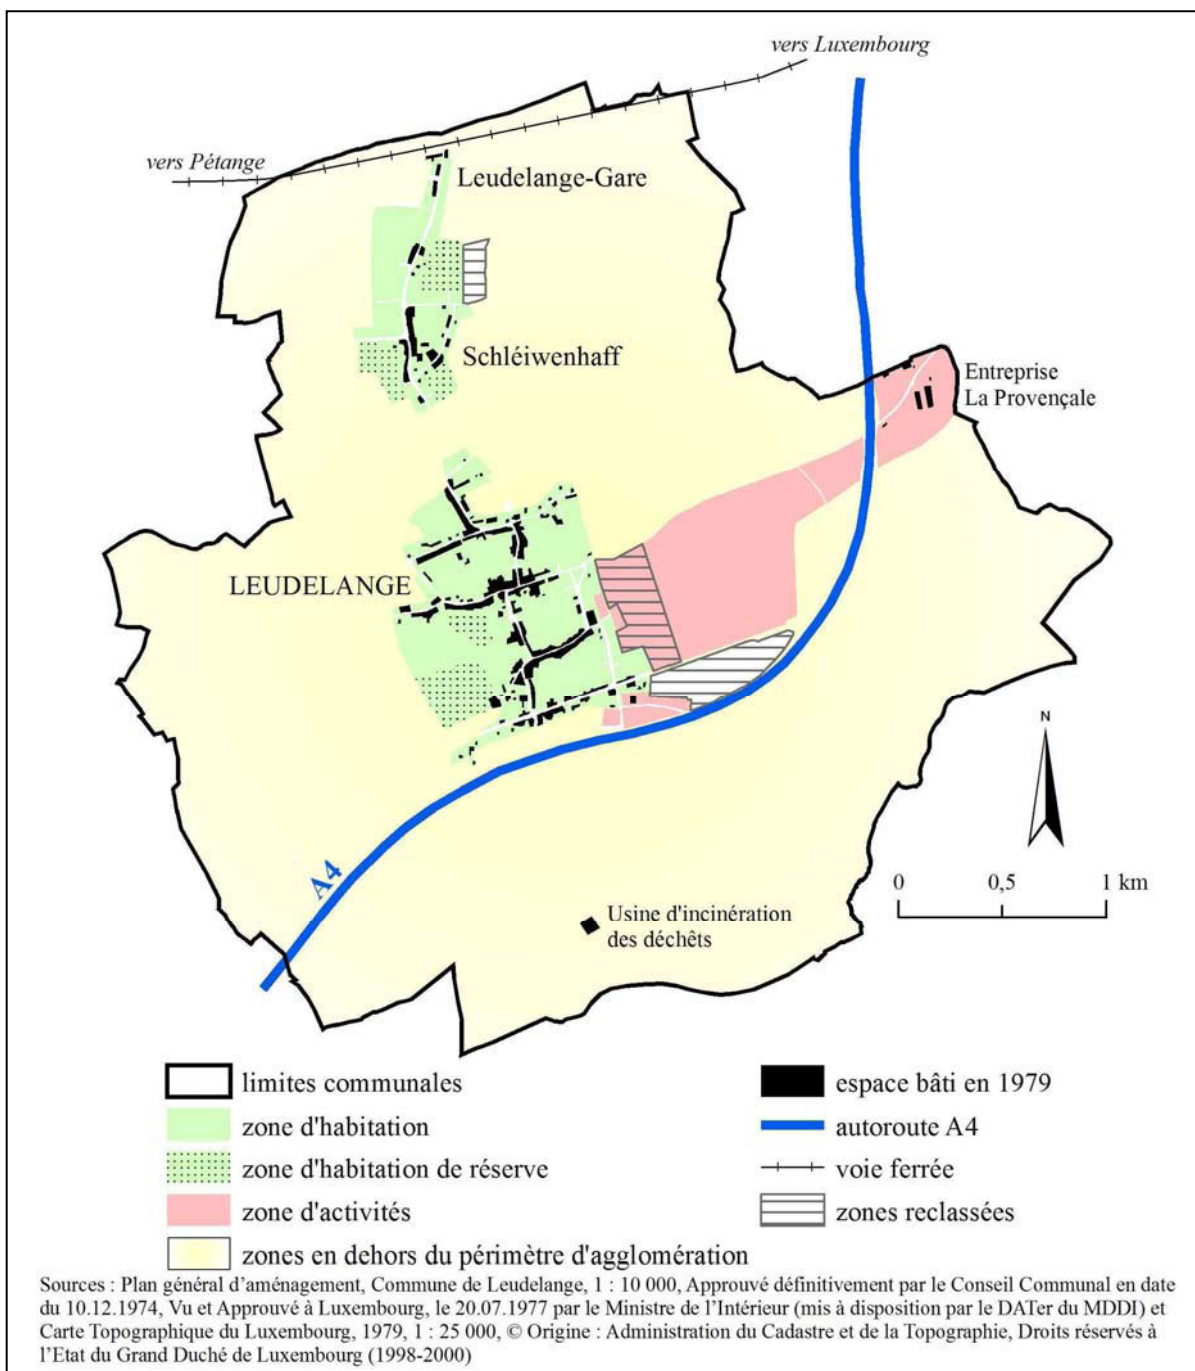 vers Luxembourg
vers Pétange
Leudelange-Gare
Schléiwenhaff
Entreprise
La Provençale
LEUDELANGE
N
A4
0 0,5 1 km
Usine d'incinération
des déchêts
limites communales
zone d'habitation
zone d'habitation de réserve
zone d'activités
zones en dehors du périmètre d'agglomération
espace bâti en 1979
autoroute A4
voie ferrée
zones reclassées
Sources : Plan général d’aménagement, Commune de Leudelange, 1 : 10 000, Approuvé définitivement par le Conseil Communal en date
du 10.12.1974, Vu et Approuvé à Luxembourg, le 20.07.1977 par le Ministre de l’Intérieur (mis à disposition par le DATer du MDDI) et
Carte Topographique du Luxembourg, 1979, 1 : 25 000, © Origine : Administration du Cadastre et de la Topographie, Droits réservés à
l’Etat du Grand Duché de Luxembourg (1998-2000)